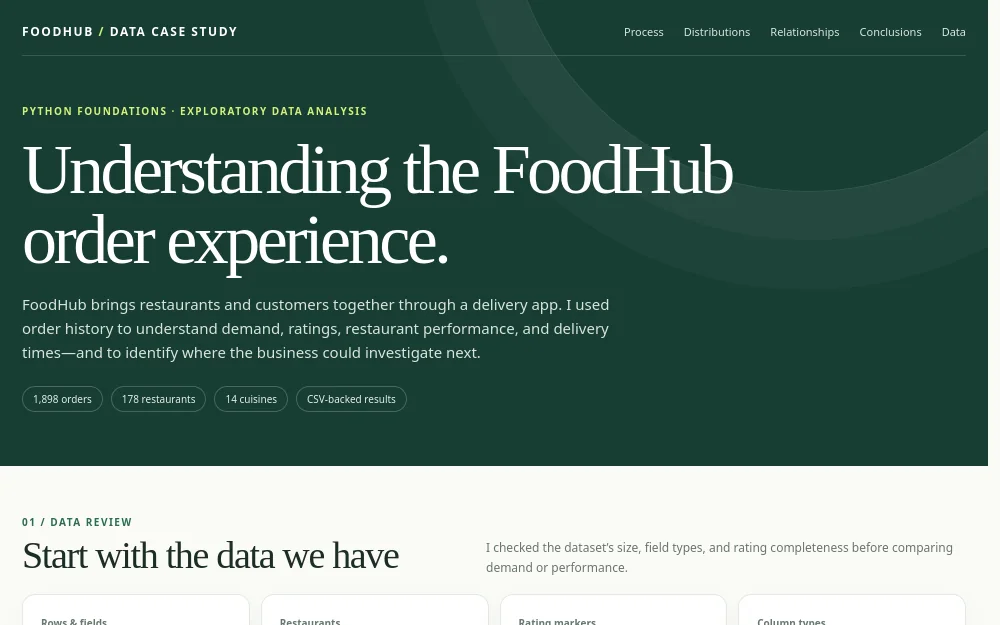 FOODHUB / DATA CASE STUDY
Process Distributions Relationships Conclusions Data
PYTHON FOUNDATIONS · EXPLORATORY DATA ANALYSIS
Understanding the FoodHub
order experience.
FoodHub brings restaurants and customers together through a delivery app. I used
order history to understand demand, ratings, restaurant performance, and delivery
times—and to identify where the business could investigate next.
1,898 orders 178 restaurants 14 cuisines CSV-backed results
01 / DATA REVIEW
Start with the data we have
I checked the dataset's size, field types, and rating completeness before comparing
demand or performance.
Rows & fields Restaurants Rating markers Column types